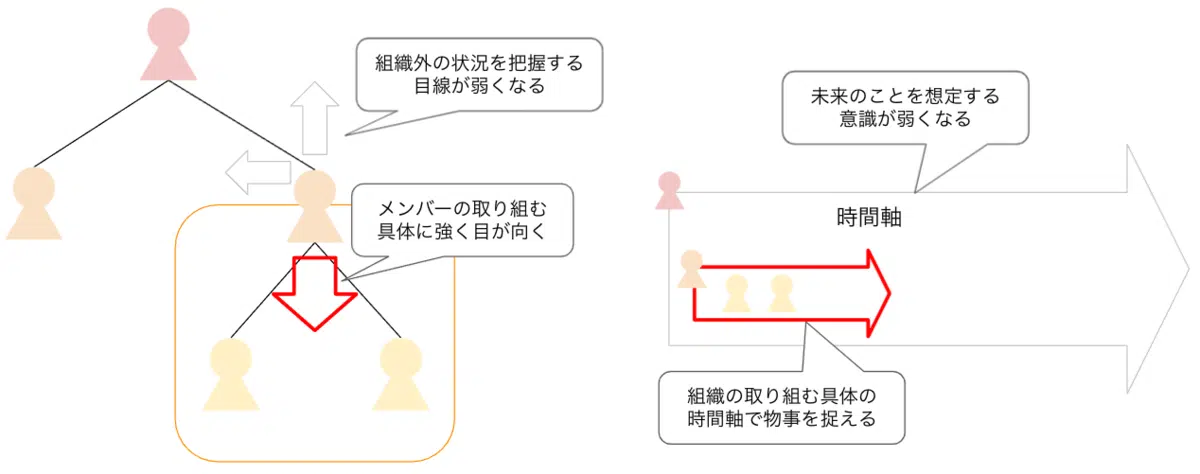 組織外の状況を把握する
目線が弱くなる
メンバーの取り組む
具体に強く目が向く
未来のことを想定する
意識が弱くなる
時間軸
組織の取り組む具体の
時間軸で物事を捉える